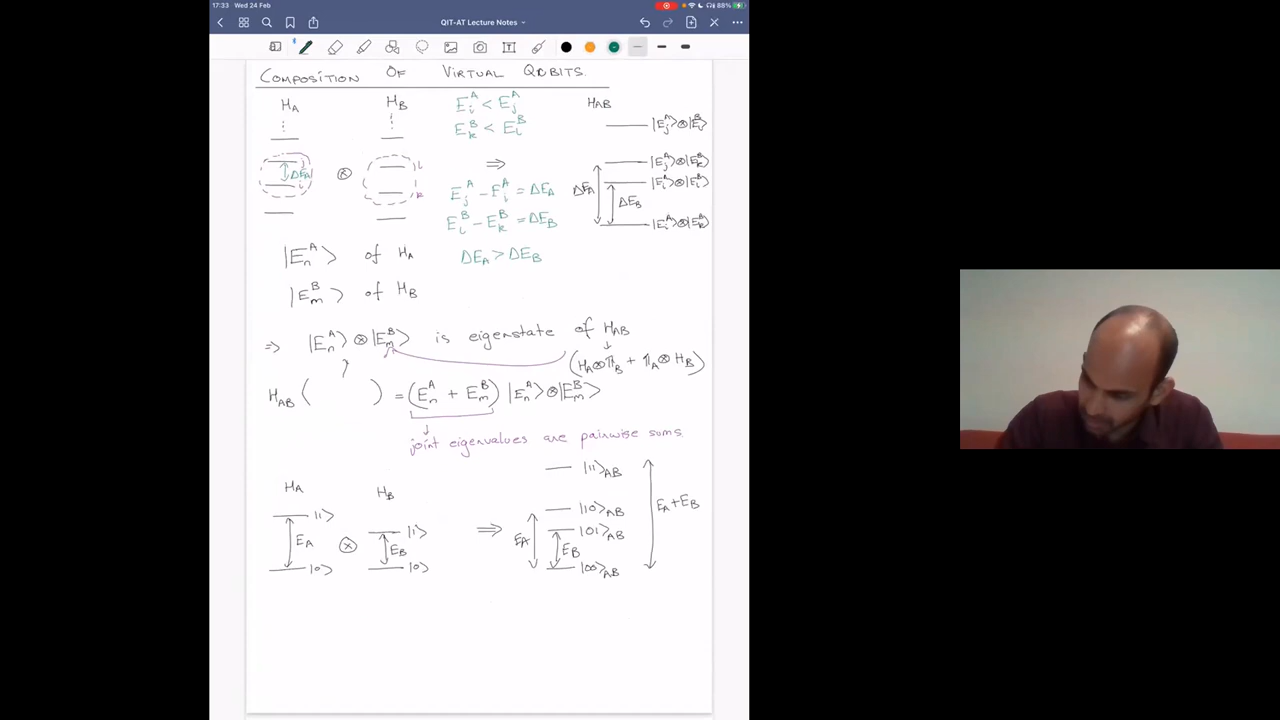 17:33 Wed 24 Feb
88%
QIT-AT Lecture Notes
COMPOSITION OF VIRTUAL QUBITS.
H_A
H_B
E_i^A < E_j^A
E_k^B < E_l^B
H_AB
|E_j^A>⊗|E_l^B>
ΔE_A
j
i
⊗
l
k
⇒
E_j^A - E_i^A = ΔE_A
E_l^B - E_k^B = ΔE_B
ΔE_A > ΔE_B
|E_j^A>⊗|E_k^B>
|E_i^A>⊗|E_l^B>
ΔE_A
ΔE_B
|E_i^A>⊗|E_k^B>
|E_n^A> of H_A
|E_m^B> of H_B
⇒ |E_n^A> ⊗ |E_m^B> is eigenstate of H_AB
(H_A⊗𝟙_B + 𝟙_A⊗H_B)
H_AB ( ) = (E_n^A + E_m^B) |E_n^A>⊗|E_m^B>
joint eigenvalues are pairwise sums.
H_A
|1>
E_A
|0>
⊗
H_B
|1>
E_B
|0>
⇒
|11>_AB
|10>_AB
|01>_AB
|00>_AB
E_A
E_B
E_A+E_B